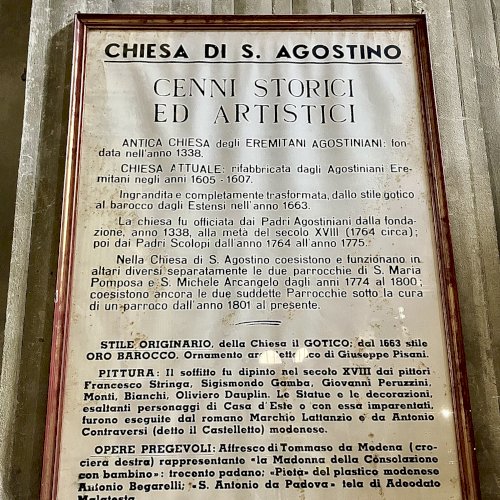 CHIESA DI S. AGOSTINO
CENNI STORICI
ED ARTISTICI
ANTICA CHIESA degli EREMITANI AGOSTINIANI: fon-
data nell'anno 1338.
CHIESA ATTUALE: rifabbricata dagli Agostiniani Ere-
mitani negli anni 1605 - 1607.
Ingrandita e completamente trasformata, dallo stile gotico
al barocco dagli Estensi nell'anno 1663.
La chiesa fu officiata dai Padri Agostiniani dalla fonda-
zione, anno 1338, alla metà del secolo XVIII (1764 circa);
poi dai Padri Scolopi dall'anno 1764 all'anno 1775.
Nella Chiesa di S. Agostino coesistono e funzionano in
altari diversi separatamente le due parrocchie di S. Maria
Pomposa e S. Michele Arcangelo dagli anni 1774 al 1800;
coesistono ancora le due suddette Parrocchie sotto la cura
di un parroco dall'anno 1801 al presente.
STILE ORIGINARIO, della Chiesa il GOTICO; dal 1663 stile
ORO BAROCCO. Ornamento co di Giuseppe Pisani.
PITTURA: Il soffitto fu dipinto nel secolo XVIII dai pittori
Francesco Stringa, Sigismondo Gamba, Giovanni Peruzzini,
Monti, Bianchi, Oliviero Dauplin. Le Statue e le decorazioni,
esaltanti personaggi di Casa d'Este o con essa imparentati,
furono eseguite dal romano Marchio Lattanzio e da Antonio
Contraversi (detto il Castelletto) modenese.
OPERE PREGEVOLI: Affresco di Tommaso da Modena (cro-
ciera destra) rappresentante «la Madonna della Consolazione
con bambino»; trecento padano: «Pietà» del plastico modenese
Antonio Begarelli; «S. Antonio da Padova» tela di Adeodato
Malatesta